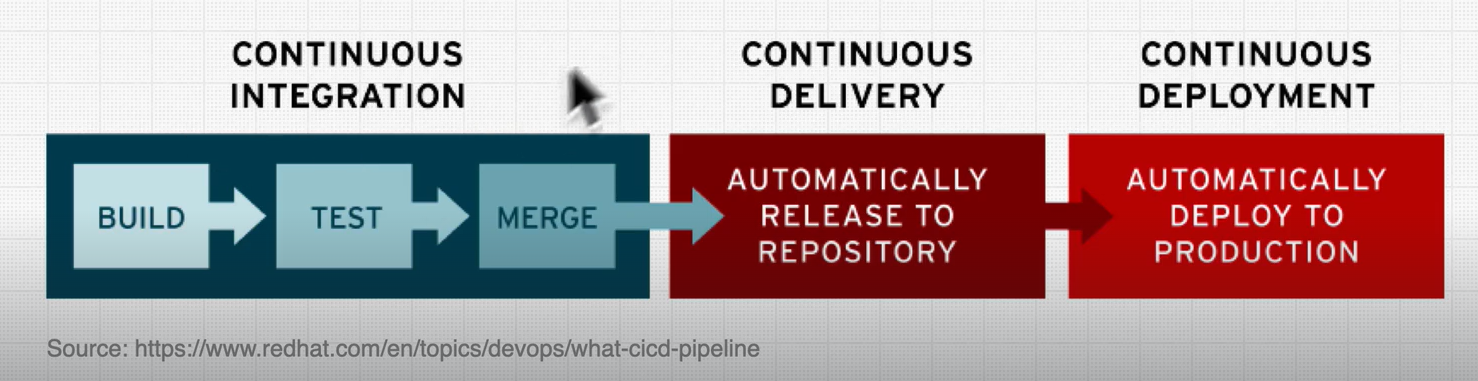 CONTINUOUS
INTEGRATION
BUILD
TEST
MERGE
CONTINUOUS
DELIVERY
AUTOMATICALLY
RELEASE TO
REPOSITORY
CONTINUOUS
DEPLOYMENT
AUTOMATICALLY
DEPLOY TO
PRODUCTION
Source: https://www.redhat.com/en/topics/devops/what-cicd-pipeline